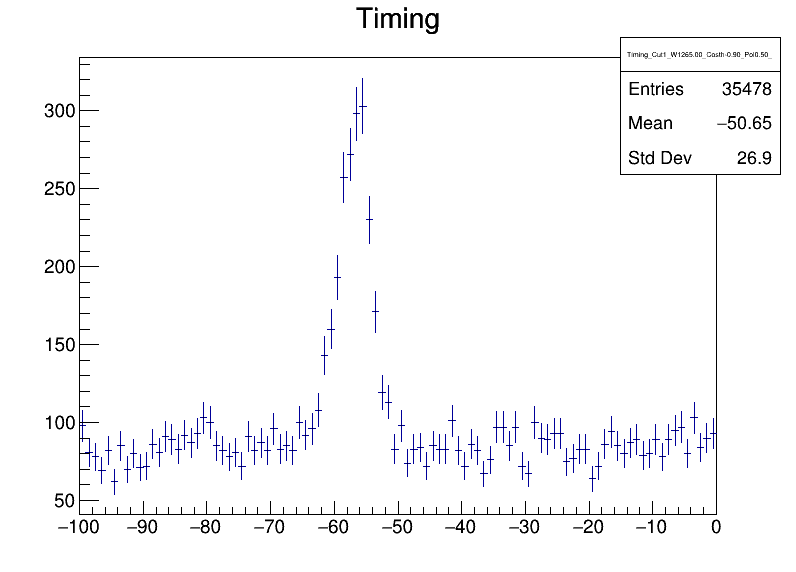 Timing
Timing_Cut1_W1265.00_Costh-0.90_Pol0.50_
Entries 35478
Mean −50.65
Std Dev 26.9
300
250
200
150
100
50
−100 −90 −80 −70 −60 −50 −40 −30 −20 −10 0